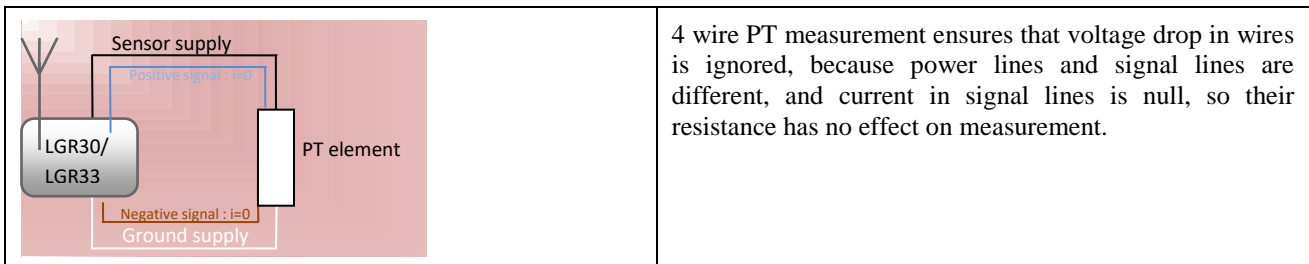 Sensor supply
Positive signal : i=0
LGR30/
LGR33
PT element
Negative signal : i=0
Ground supply
4 wire PT measurement ensures that voltage drop in wires
is ignored, because power lines and signal lines are
different, and current in signal lines is null, so their
resistance has no effect on measurement.